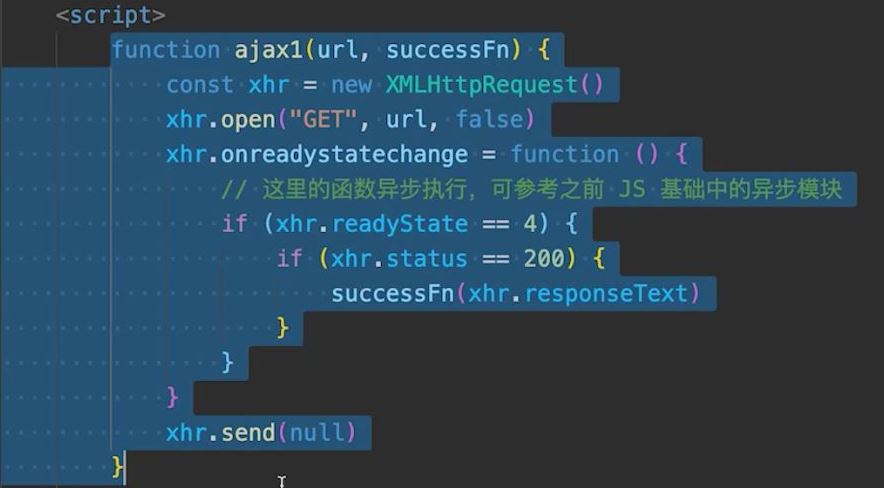 <script>
function ajax1(url, successFn) {
const xhr = new XMLHttpRequest()
xhr.open("GET", url, false)
xhr.onreadystatechange = function () {
// 这里的函数异步执行，可参考之前 JS 基础中的异步模块
if (xhr.readyState == 4) {
if (xhr.status == 200) {
successFn(xhr.responseText)
}
}
}
xhr.send(null)
}